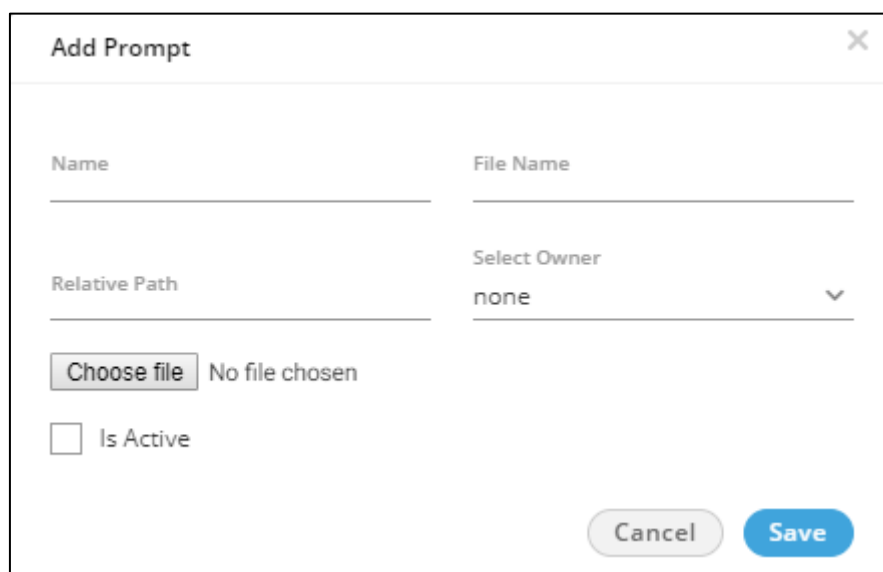 Add Prompt
Name
File Name
Relative Path
Select Owner
none
Choose file No file chosen
Is Active
Cancel
Save